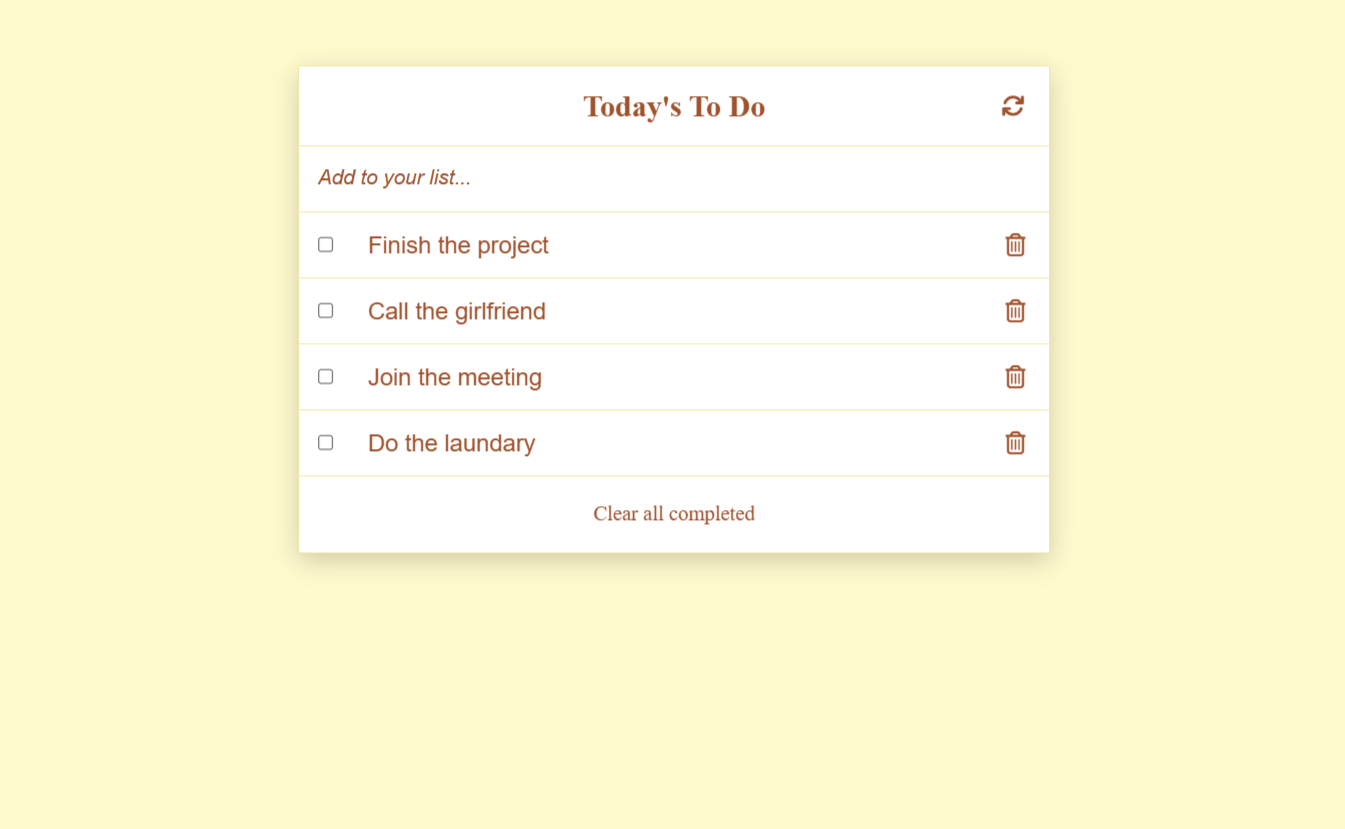 Today's To Do
Add to your list...
Finish the project
Call the girlfriend
Join the meeting
Do the laundary
Clear all completed